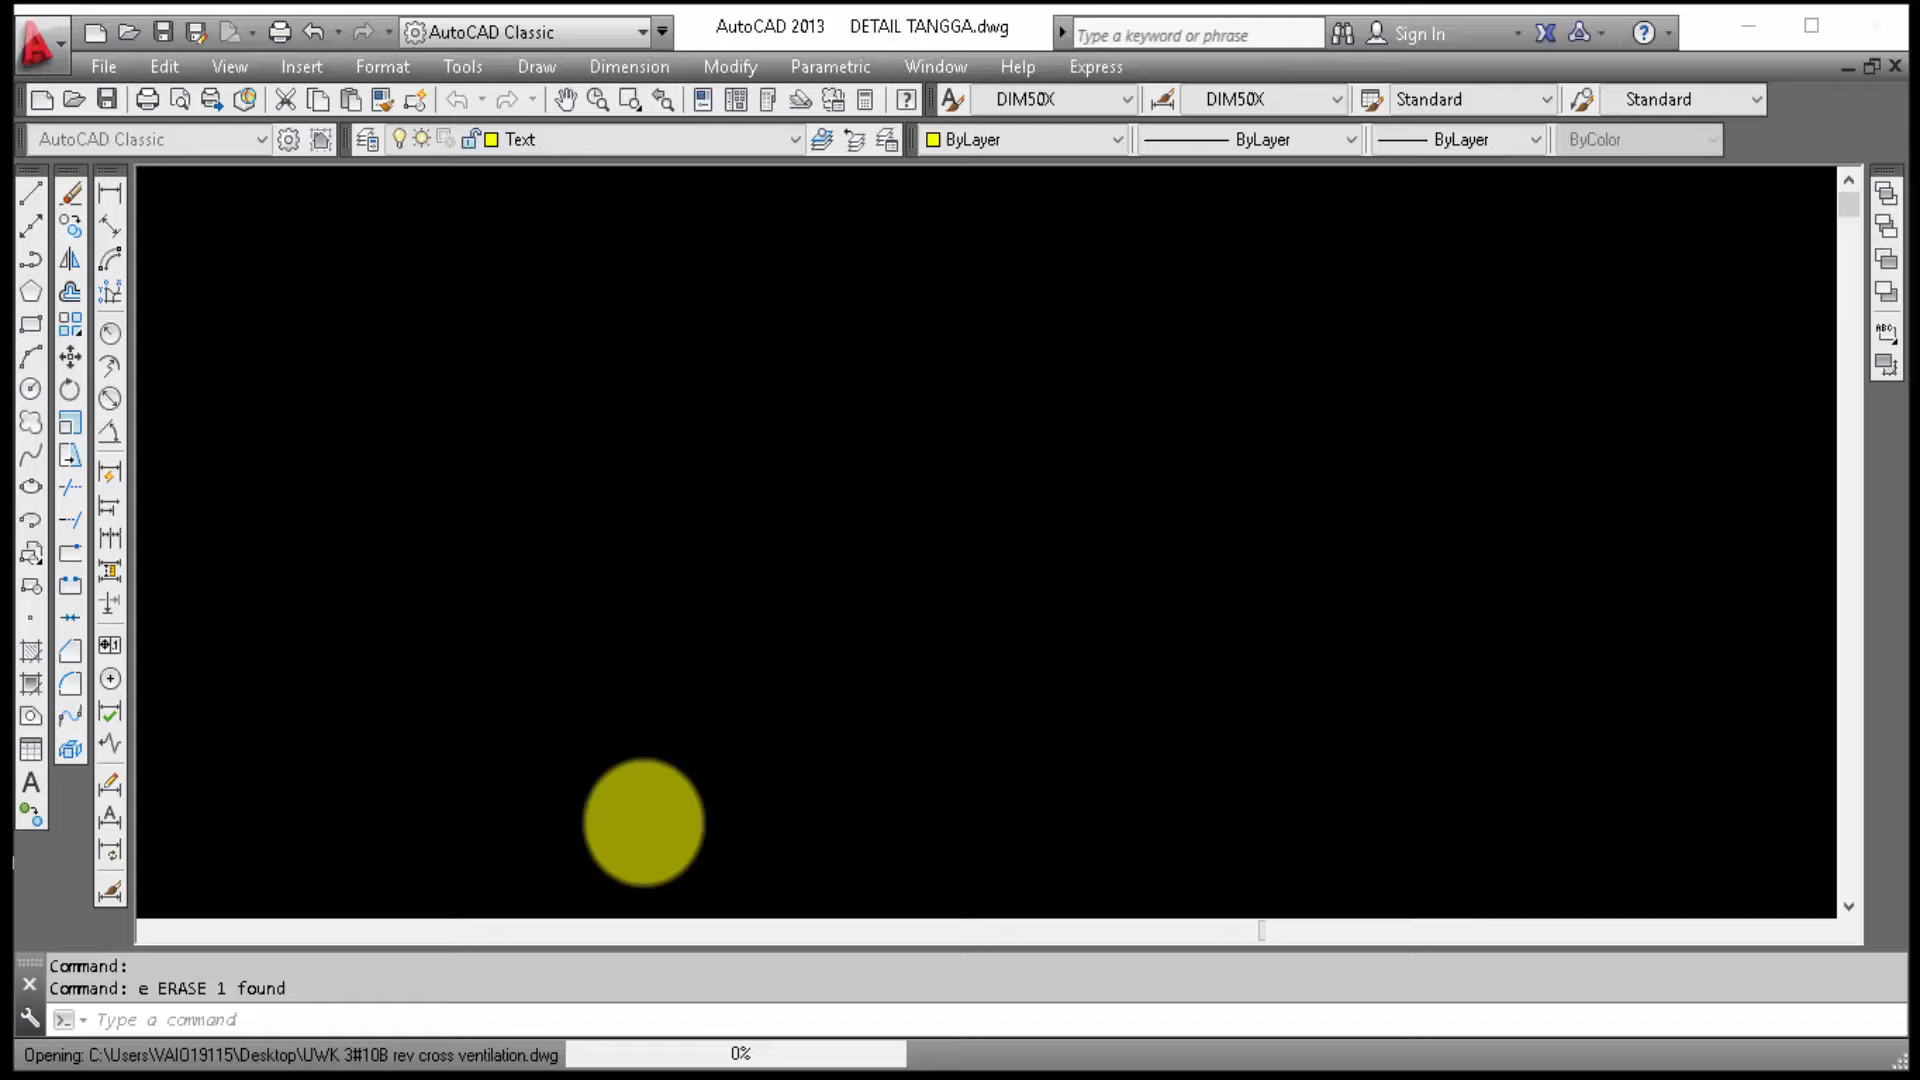 AutoCAD Classic
AutoCAD 2013 DETAIL TANGGA.dwg
Type a keyword or phrase
Sign In
File Edit View Insert Format Tools Draw Dimension Modify Parametric Window Help Express
DIM50X DIM50X Standard Standard
AutoCAD Classic Text ByLayer ByLayer ByLayer ByColor
ABC
A
A
Command:
Command: e ERASE 1 found
Type a command
Opening: C:\Users\VAIO19115\Desktop\UWK 3#10B rev cross ventilation.dwg 0%